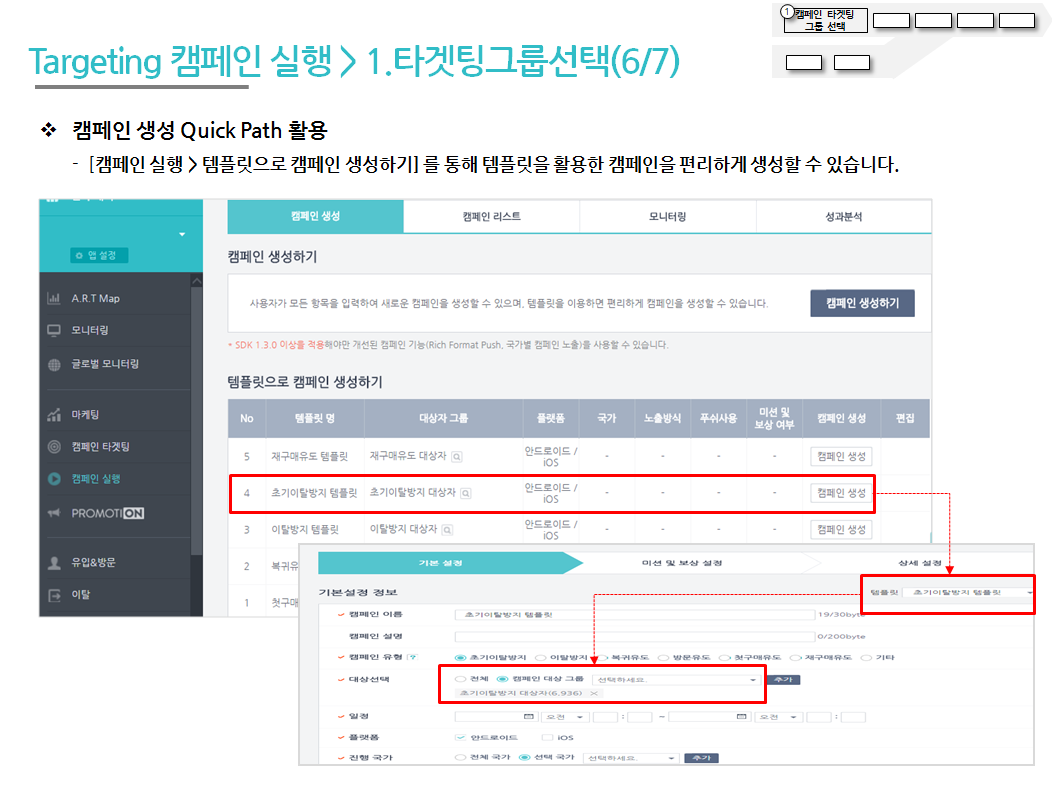 1 캠페인 타겟팅
그룹 선택
Targeting 캠페인 실행 > 1.타겟팅그룹선택(6/7)
❖ 캠페인 생성 Quick Path 활용
- [캠페인 실행 > 템플릿으로 캠페인 생성하기] 를 통해 템플릿을 활용한 캠페인을 편리하게 생성할 수 있습니다.
앱 설정
A.R.T Map
모니터링
글로벌 모니터링
마케팅
캠페인 타겟팅
캠페인 실행
PROMOTION
유입&방문
이탈
캠페인 생성 캠페인 리스트 모니터링 성과분석
캠페인 생성하기
사용자가 모든 항목을 입력하여 새로운 캠페인을 생성할 수 있으며, 템플릿을 이용하면 편리하게 캠페인을 생성할 수 있습니다. 캠페인 생성하기
* SDK 1.3.0 이상을 적용해야만 개선된 캠페인 기능(Rich Format Push, 국가별 캠페인 노출)을 사용할 수 있습니다.
템플릿으로 캠페인 생성하기
No 템플릿 명 대상자 그룹 플랫폼 국가 노출방식 푸쉬사용 미션 및 보상 여부 캠페인 생성 편집
5 재구매유도 템플릿 재구매유도 대상자 안드로이드 / iOS - - - - 캠페인 생성
4 초기이탈방지 템플릿 초기이탈방지 대상자 안드로이드 / iOS - - - - 캠페인 생성
3 이탈방지 템플릿 이탈방지 대상자 안드로이드 / iOS - - - - 캠페인 생성
2 복귀유
1 첫구매
기본 설정 미션 및 보상 설정 상세 설정
기본설정 정보 템플릿 초기이탈방지 템플릿
캠페인 이름 초기이탈방지 템플릿 19/30byte
캠페인 설명 0/200byte
캠페인 유형 ? 초기이탈방지 이탈방지 복귀유도 방문유도 첫구매유도 재구매유도 기타
대상선택 전체 캠페인 대상 그룹 선택하세요. 추가
초기이탈방지 대상자(6,936) ×
일정 오전 : ~ 오전 :
플랫폼 안드로이드 iOS
진행 국가 전체 국가 선택 국가 선택하세요. 추가